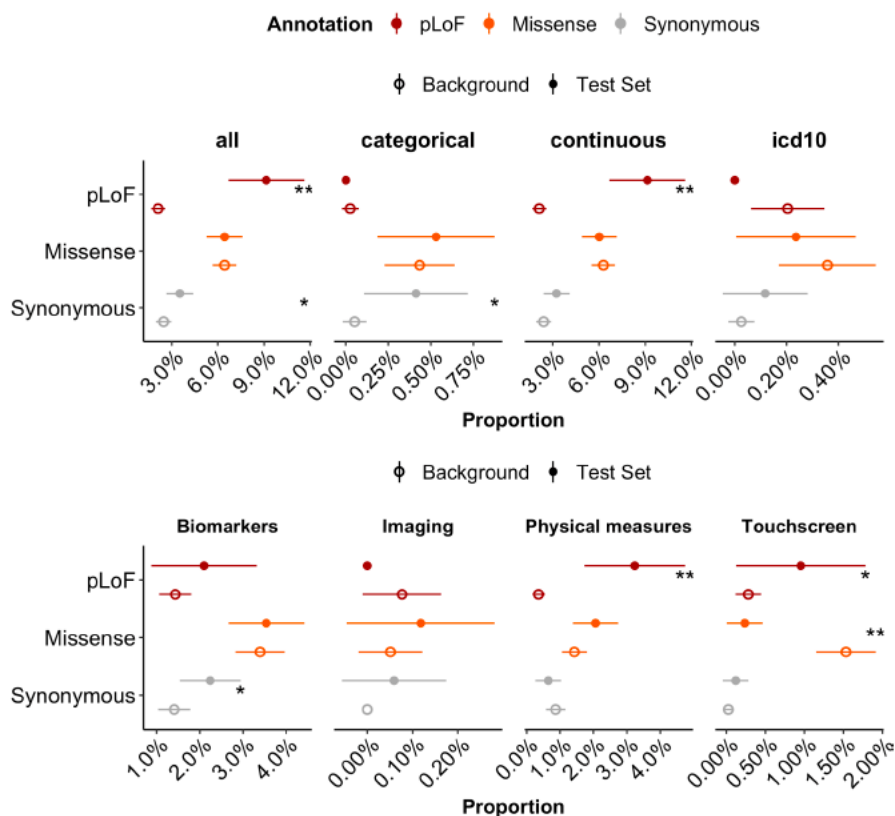 Annotation pLoF Missense Synonymous
Background Test Set
all categorical continuous icd10
pLoF
**
**
Missense
Synonymous
*
*
3.0% 6.0% 9.0% 12.0% 0.00% 0.25% 0.50% 0.75% 3.0% 6.0% 9.0% 12.0% 0.00% 0.20% 0.40%
Proportion
Background Test Set
Biomarkers Imaging Physical measures Touchscreen
pLoF
**
*
Missense
**
Synonymous
*
1.0% 2.0% 3.0% 4.0% 0.00% 0.10% 0.20% 0.0% 1.0% 2.0% 3.0% 4.0% 0.00% 0.50% 1.00% 1.50% 2.00%
Proportion